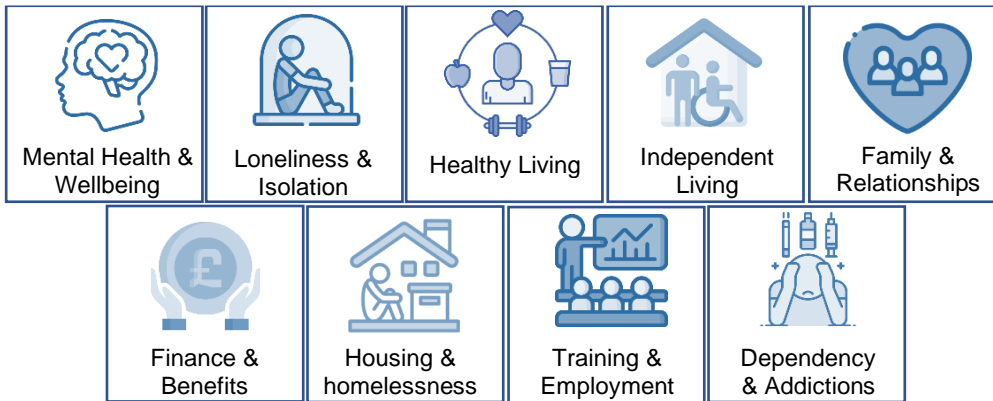 Mental Health &
Wellbeing
Loneliness &
Isolation
Healthy Living
Independent
Living
Family &
Relationships
£
Finance &
Benefits
Housing &
homelessness
Training &
Employment
Dependency
& Addictions